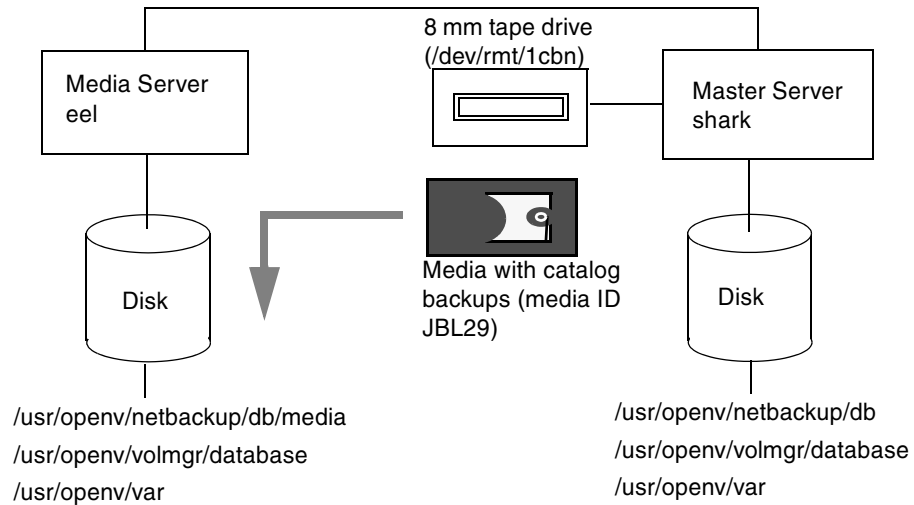 8 mm tape drive
(/dev/rmt/1cbn)
Media Server
eel
Master Server
shark
Media with catalog
backups (media ID
JBL29)
Disk
Disk
/usr/openv/netbackup/db/media
/usr/openv/volmgr/database
/usr/openv/var
/usr/openv/netbackup/db
/usr/openv/volmgr/database
/usr/openv/var